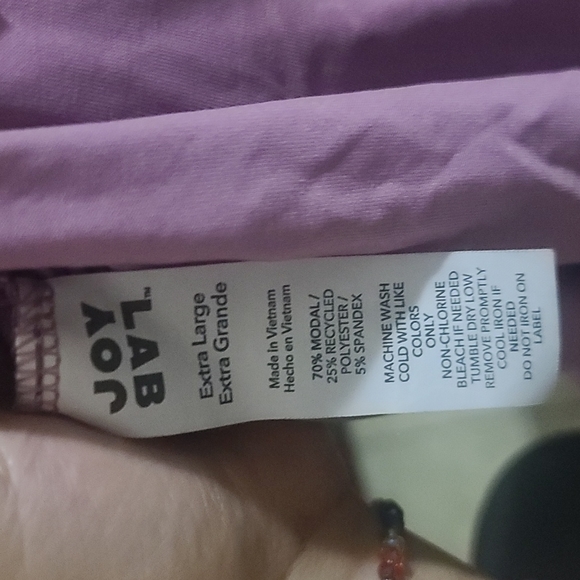 JOY
LAB™
Extra Large
Extra Grande
Made in Vietnam
Hecho en Vietnam
70% MODAL /
25% RECYCLED
POLYESTER /
5% SPANDEX
MACHINE WASH
COLD WITH LIKE
COLORS
ONLY
NON-CHLORINE
BLEACH IF NEEDED
TUMBLE DRY LOW
REMOVE PROMPTLY
COOL IRON IF
NEEDED
DO NOT IRON ON
LABEL